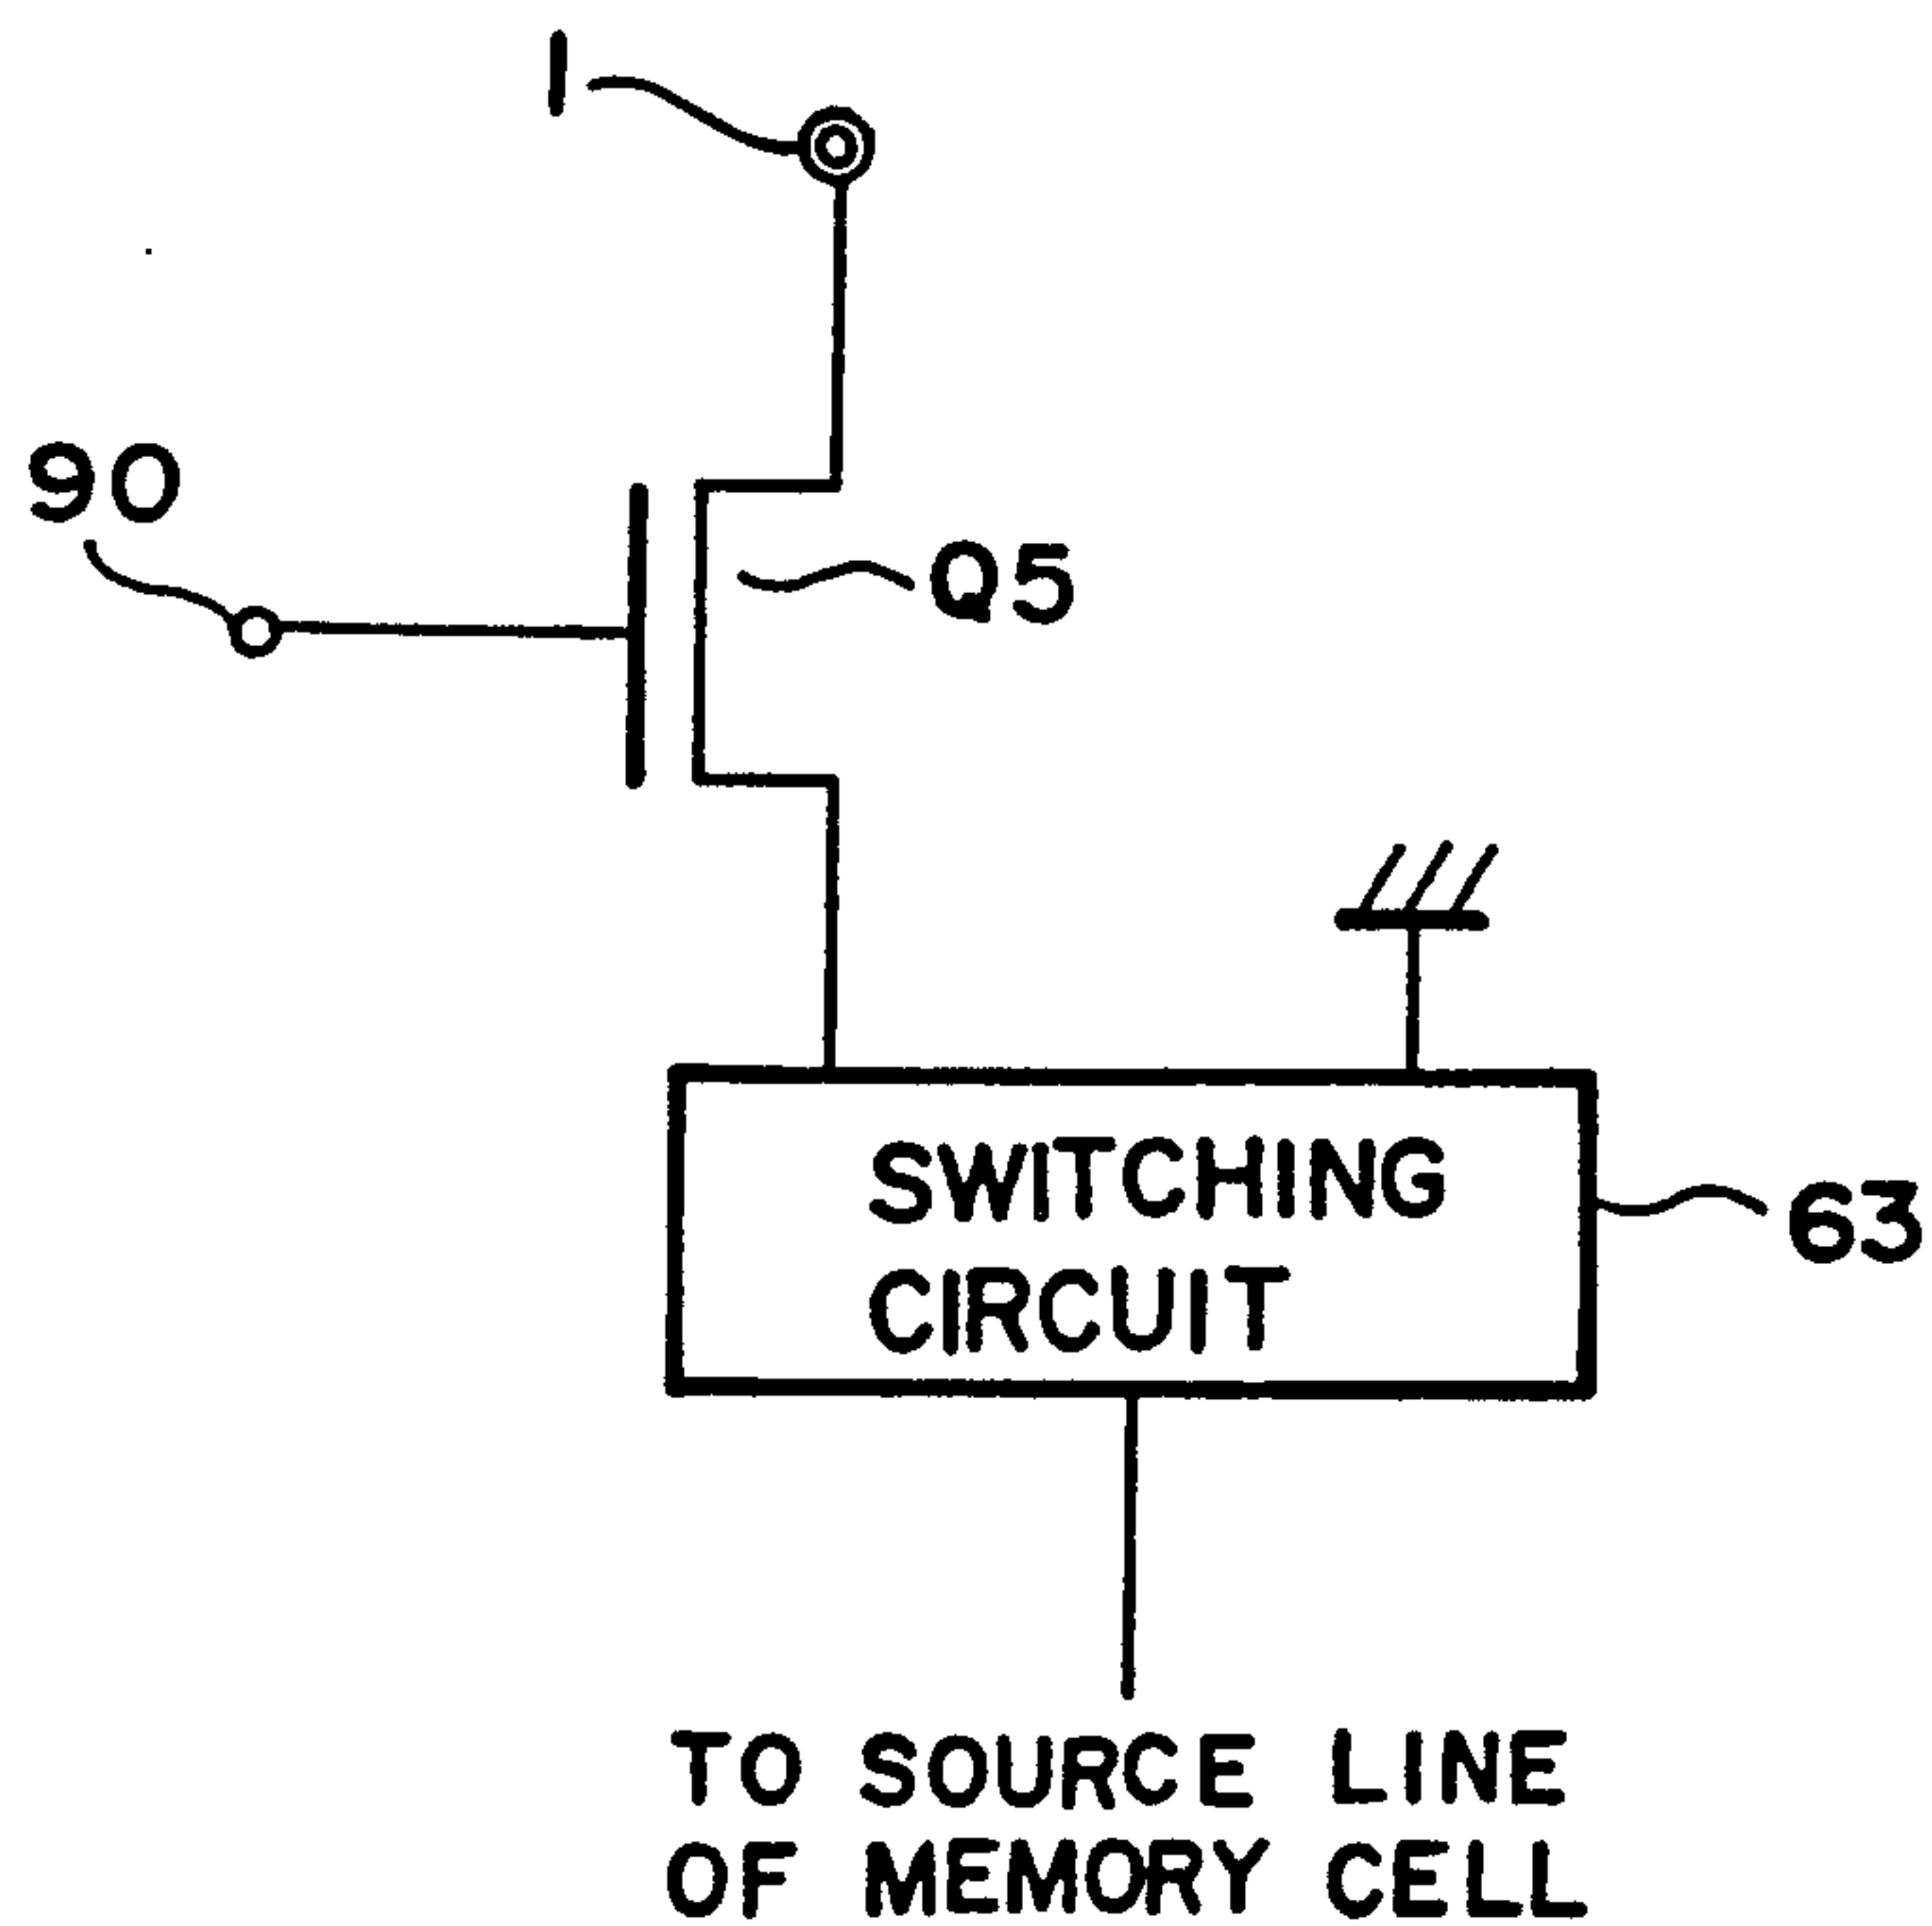 1
90
Q5
SWITCHING
CIRCUIT
63
TO SOURCE LINE
OF MEMORY CELL